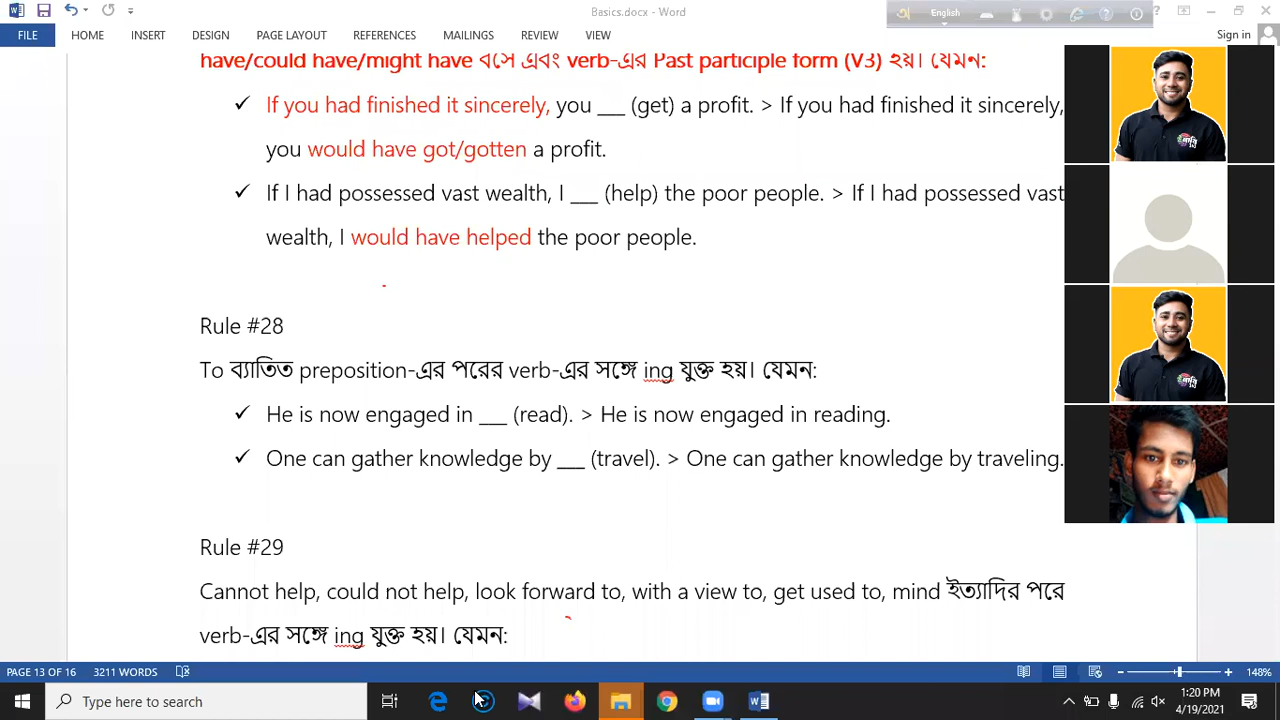 Basics.docx - Word
English
FILE HOME INSERT DESIGN PAGE LAYOUT REFERENCES MAILINGS REVIEW VIEW Sign in
have/could have/might have বসে এবং verb-এর Past participle form (V3) হয়। যেমন:
✓ If you had finished it sincerely, you ___ (get) a profit. > If you had finished it sincerely,
you would have got/gotten a profit.
✓ If I had possessed vast wealth, I ___ (help) the poor people. > If I had possessed vast
wealth, I would have helped the poor people.
Rule #28
To ব্যাতিত preposition-এর পরের verb-এর সঙ্গে ing যুক্ত হয়। যেমন:
✓ He is now engaged in ___ (read). > He is now engaged in reading.
✓ One can gather knowledge by ___ (travel). > One can gather knowledge by traveling.
Rule #29
Cannot help, could not help, look forward to, with a view to, get used to, mind ইত্যাদির পরে
verb-এর সঙ্গে ing যুক্ত হয়। যেমন:
PAGE 13 OF 16 3211 WORDS 148%
Type here to search
1:20 PM
4/19/2021